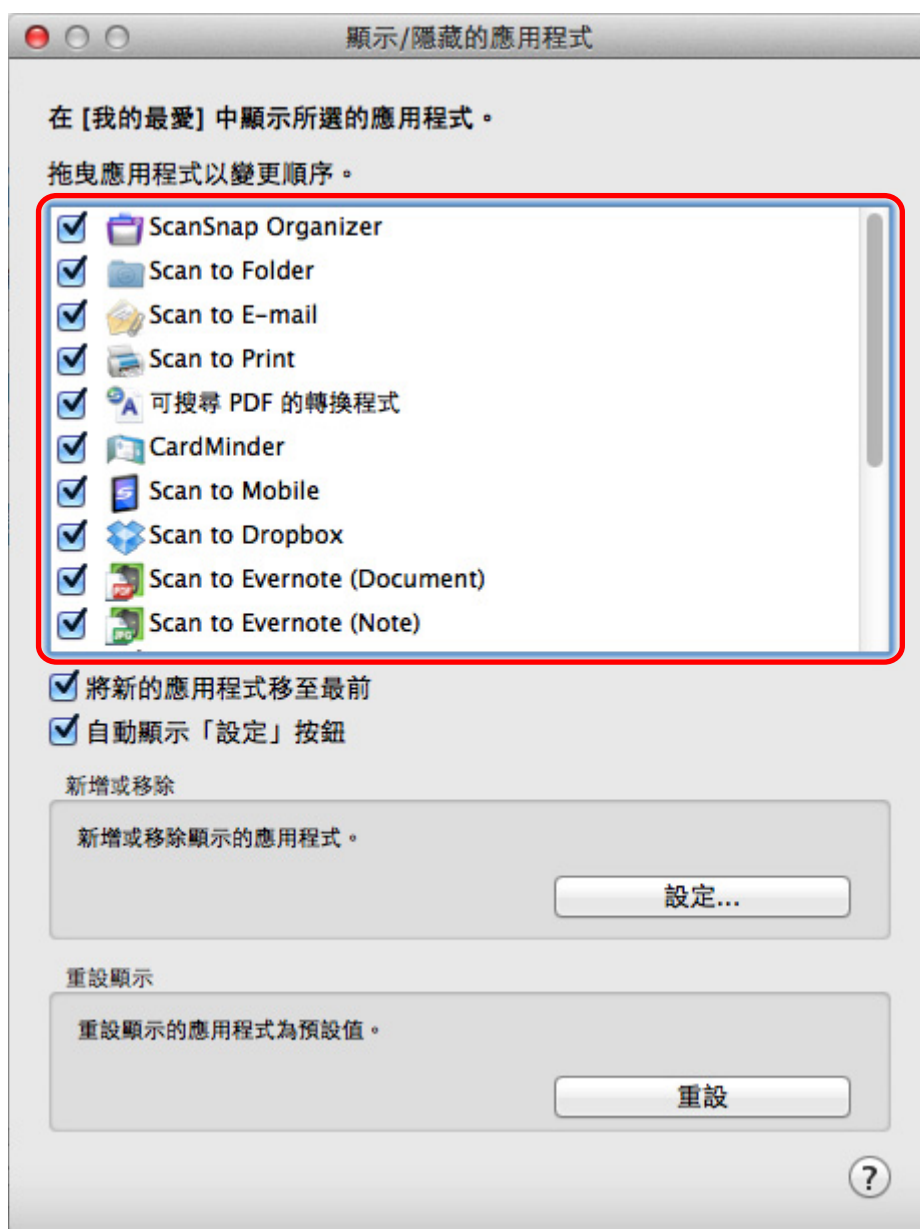 顯示/隱藏的應用程式
在 [我的最愛] 中顯示所選的應用程式。
拖曳應用程式以變更順序。
ScanSnap Organizer
Scan to Folder
Scan to E-mail
Scan to Print
可搜尋 PDF 的轉換程式
CardMinder
Scan to Mobile
Scan to Dropbox
Scan to Evernote (Document)
Scan to Evernote (Note)
將新的應用程式移至最前
自動顯示「設定」按鈕
新增或移除
新增或移除顯示的應用程式。
設定...
重設顯示
重設顯示的應用程式為預設值。
重設
?